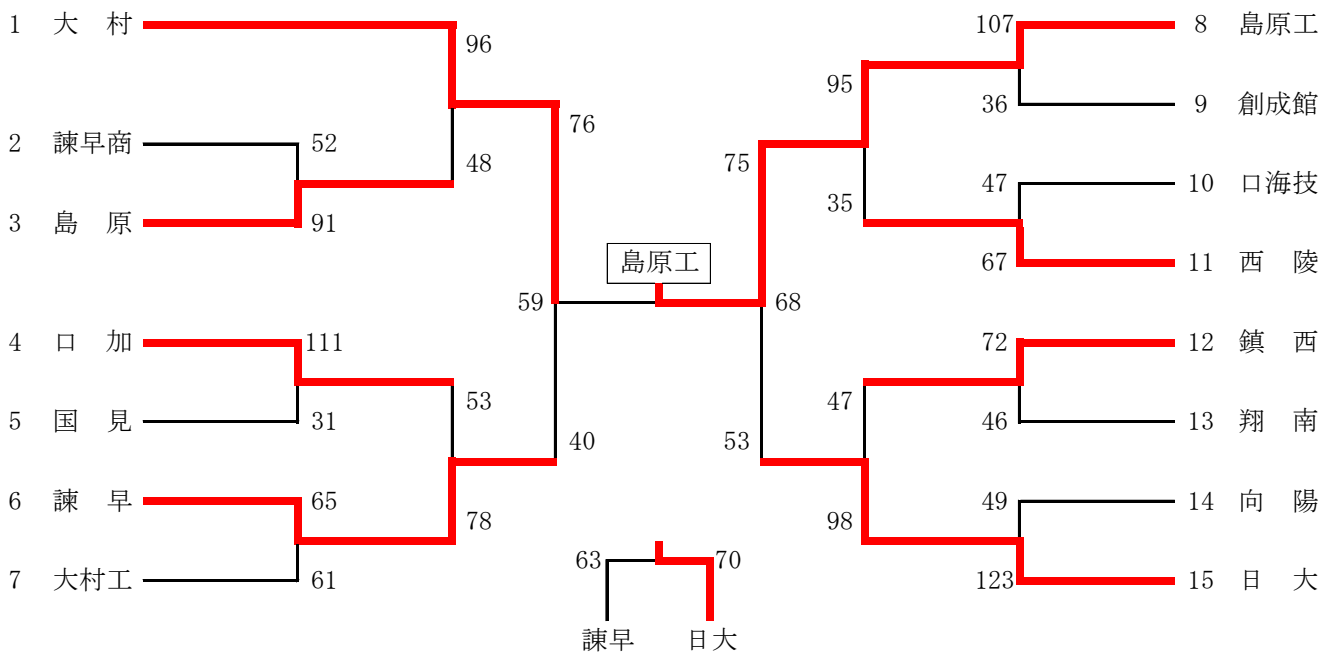 1 大 村
96
107
8 島原工
95
36
9 創成館
76
2 諫早商
52
48
75
47
10 口海技
35
3 島 原
91
67
11 西 陵
島原工
59
68
4 口 加
111
72
12 鎮 西
53
47
5 国 見
31
46
13 翔 南
40
53
6 諫 早
65
49
14 向 陽
78
98
63
70
7 大村工
61
123
15 日 大
諫早
日大